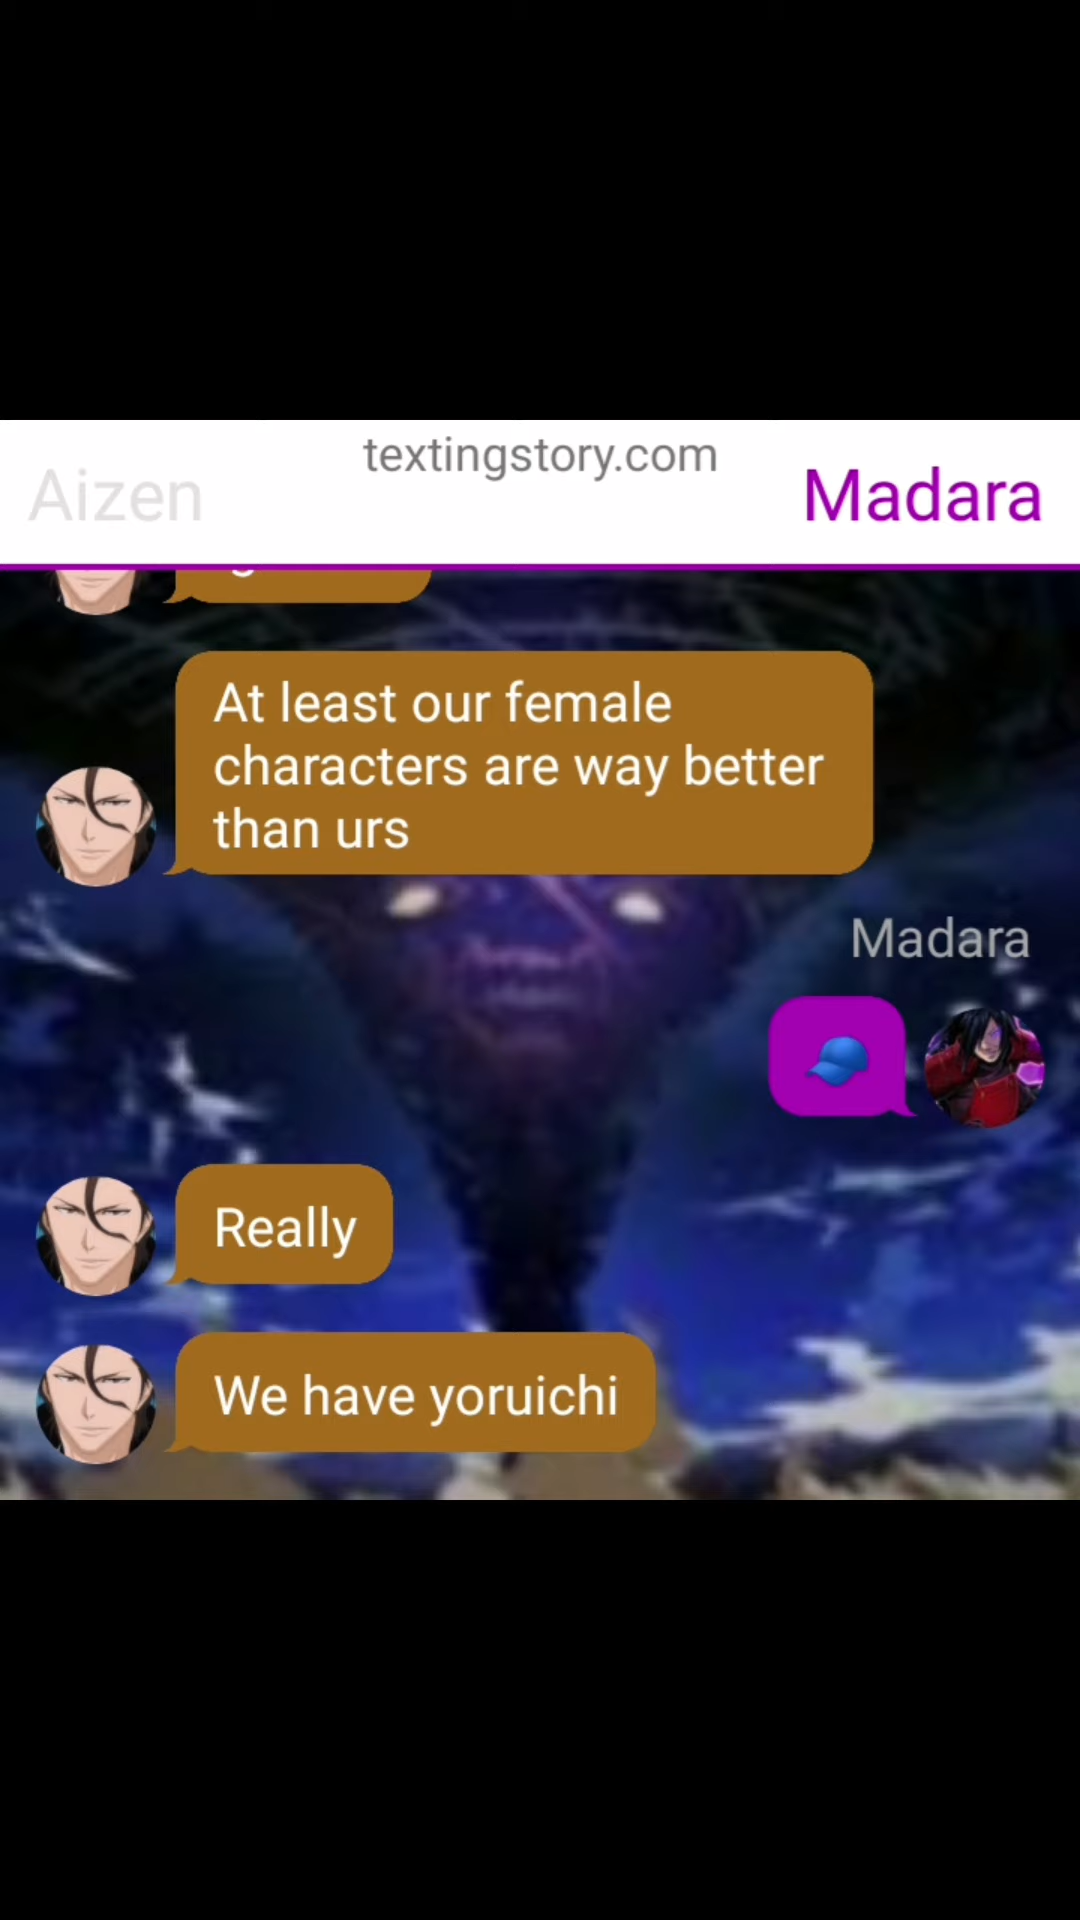 textingstory.com
Aizen
Madara
At least our female
characters are way better
than urs
Madara
🧢
Really
We have yoruichi